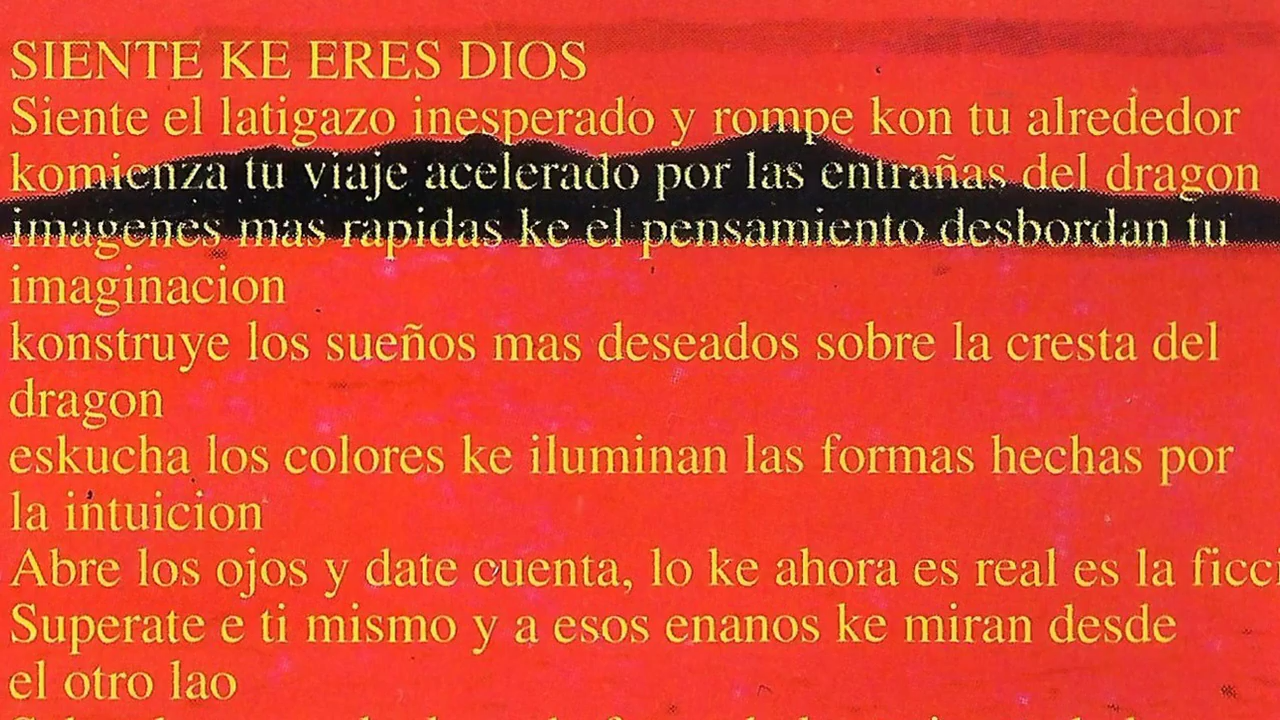 SIENTE KE ERES DIOS
Siente el latigazo inesperado y rompe kon tu alrededor
komienza tu viaje acelerado por las entrañas del dragon
imagenes mas rapidas ke el pensamiento desbordan tu
imaginacion
konstruye los sueños mas deseados sobre la cresta del
dragon
eskucha los colores ke iluminan las formas hechas por
la intuicion
Abre los ojos y date cuenta, lo ke ahora es real es la
Superate e ti mismo y a esos enanos ke miran desde
el otro lao